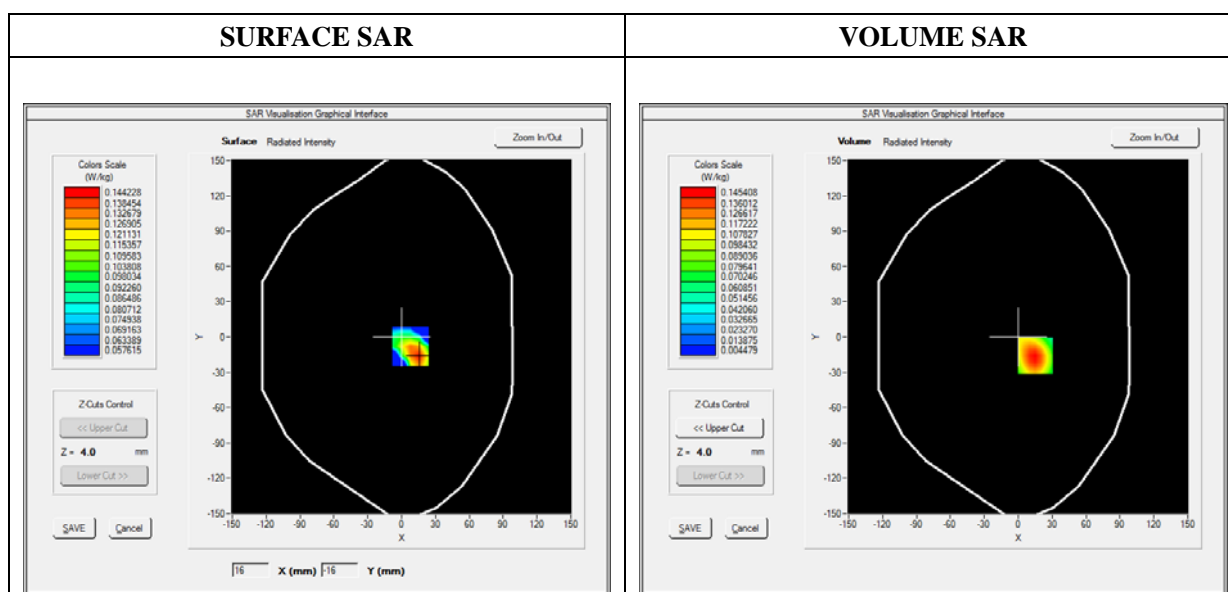 SURFACE SAR
VOLUME SAR
SAR Visualisation Graphical Interface
Surface Radiated Intensity
Zoom In/Out
Colors Scale
(W/kg)
0.144228
0.138454
0.132679
0.126905
0.121131
0.115357
0.109583
0.103808
0.098034
0.092260
0.086486
0.080712
0.074938
0.069163
0.063389
0.057615
Z-Cuts Control
<< Upper Cut
Z = 4.0 mm
Lower Cut >>
SAVE
Cancel
150
120
90
60
30
0
-30
-60
-90
-120
-150
Y
-150 -120 -90 -60 -30 0 30 60 90 120 150
X
16 X (mm) -16 Y (mm)
SAR Visualisation Graphical Interface
Volume Radiated Intensity
Zoom In/Out
Colors Scale
(W/kg)
0.145408
0.136012
0.126617
0.117222
0.107827
0.098432
0.089036
0.079641
0.070246
0.060851
0.051456
0.042060
0.032665
0.023270
0.013875
0.004479
Z-Cuts Control
<< Upper Cut
Z = 4.0 mm
Lower Cut >>
SAVE
Cancel
150
120
90
60
30
0
-30
-60
-90
-120
-150
Y
-150 -120 -90 -60 -30 0 30 60 90 120 150
X